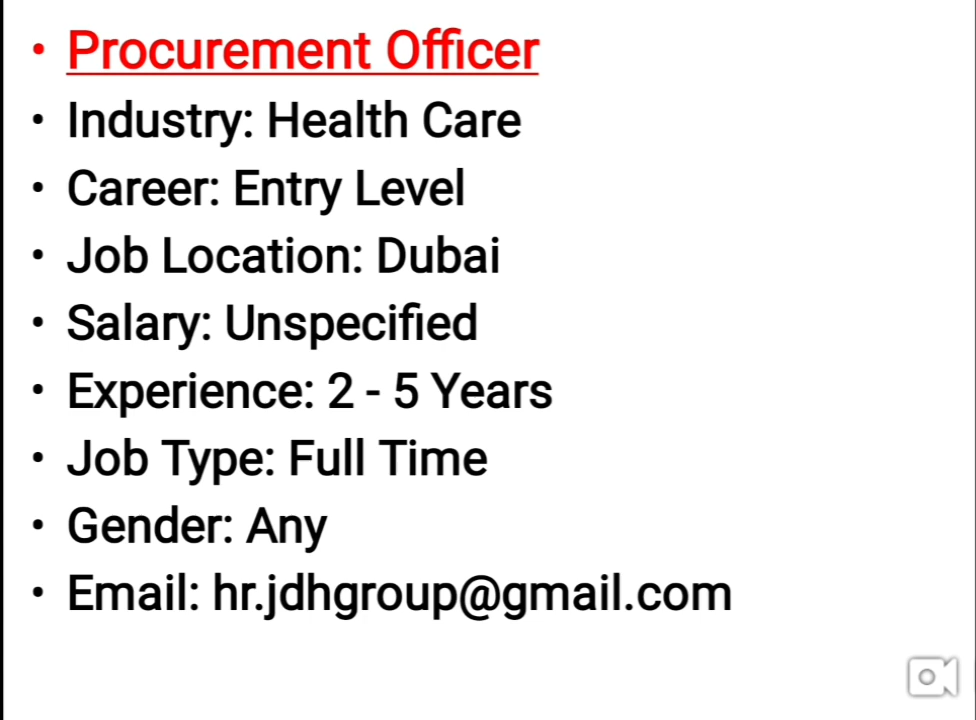 • Procurement Officer
• Industry: Health Care
• Career: Entry Level
• Job Location: Dubai
• Salary: Unspecified
• Experience: 2 - 5 Years
• Job Type: Full Time
• Gender: Any
• Email: hr.jdhgroup@gmail.com